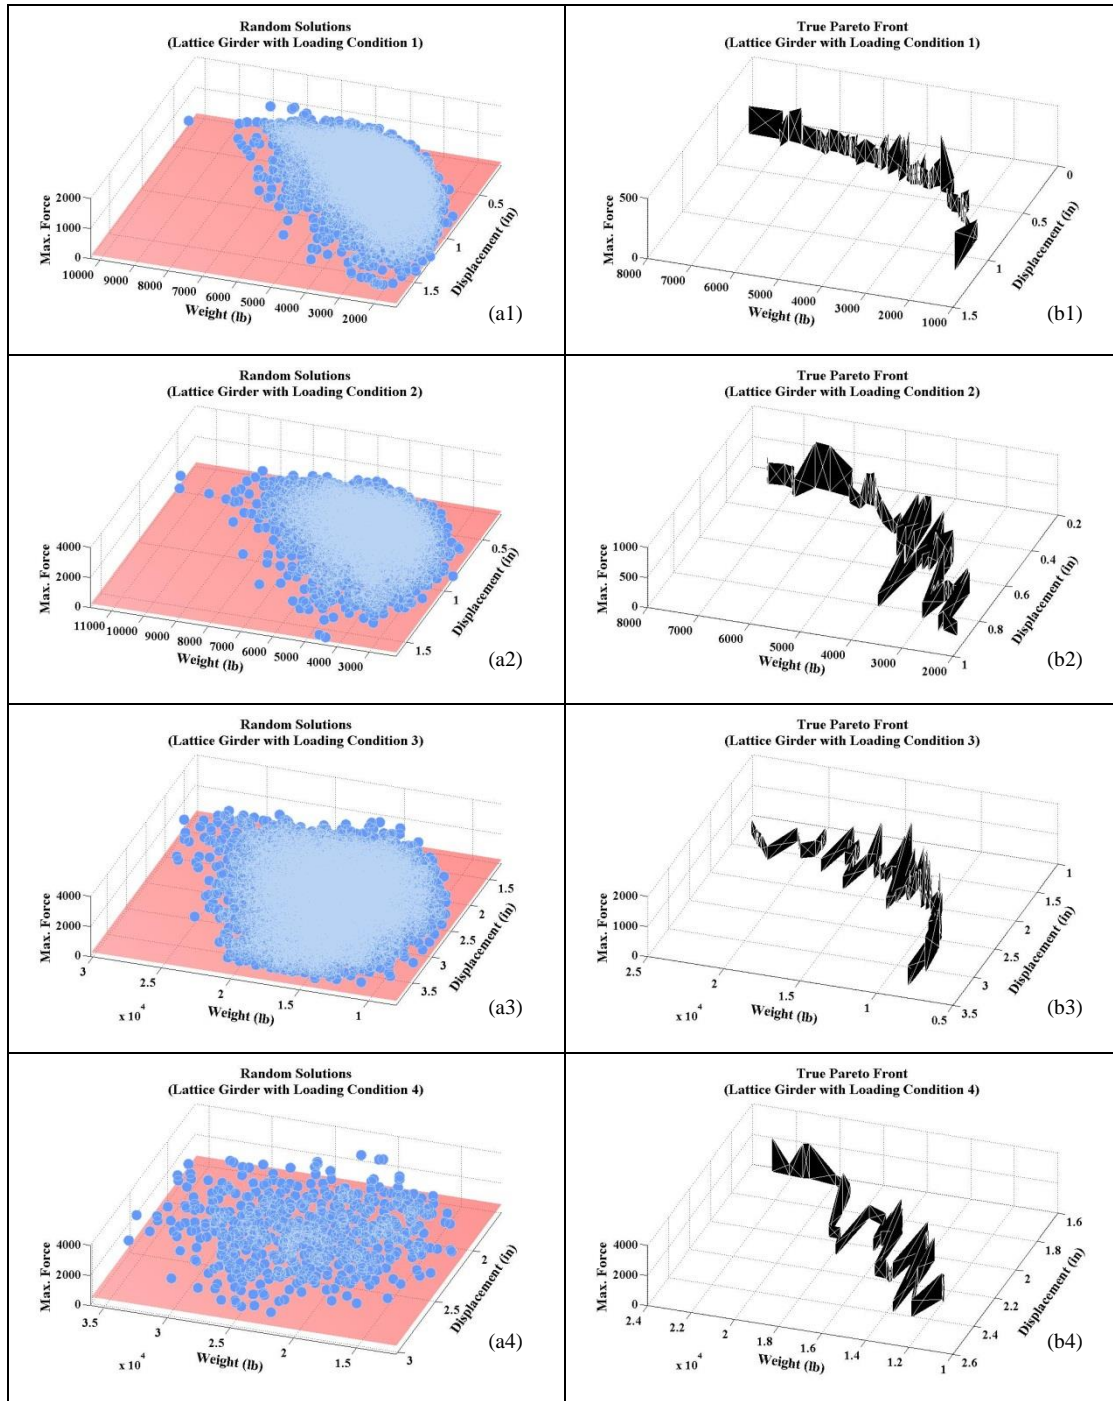 Random Solutions
(Lattice Girder with Loading Condition 1)
2000
1000
0
Max. Force
10000 9000 8000 7000 6000 5000 4000 3000 2000
Weight (lb)
0.5
1
1.5
Displacement (in)
(a1)
True Pareto Front
(Lattice Girder with Loading Condition 1)
500
0
Max. Force
8000 7000 6000 5000 4000 3000 2000 1000
Weight (lb)
0
0.5
1
1.5
Displacement (in)
(b1)
Random Solutions
(Lattice Girder with Loading Condition 2)
4000
2000
0
Max. Force
11000 10000 9000 8000 7000 6000 5000 4000 3000
Weight (lb)
0.5
1
1.5
Displacement (in)
(a2)
True Pareto Front
(Lattice Girder with Loading Condition 2)
1000
500
0
Max. Force
8000 7000 6000 5000 4000 3000 2000
Weight (lb)
0.2
0.4
0.6
0.8
1
Displacement (in)
(b2)
Random Solutions
(Lattice Girder with Loading Condition 3)
4000
2000
0
Max. Force
3 2.5 2 1.5 1
x 10^4
Weight (lb)
1.5
2
2.5
3
3.5
Displacement (in)
(a3)
True Pareto Front
(Lattice Girder with Loading Condition 3)
2000
1000
0
Max. Force
2.5 2 1.5 1 0.5
x 10^4
Weight (lb)
1
1.5
2
2.5
3
3.5
Displacement (in)
(b3)
Random Solutions
(Lattice Girder with Loading Condition 4)
4000
2000
0
Max. Force
3.5 3 2.5 2 1.5
x 10^4
Weight (lb)
2
2.5
3
Displacement (in)
(a4)
True Pareto Front
(Lattice Girder with Loading Condition 4)
4000
2000
0
Max. Force
2.4 2.2 2 1.8 1.6 1.4 1.2 1
x 10^4
Weight (lb)
1.6
1.8
2
2.2
2.4
2.6
Displacement (in)
(b4)